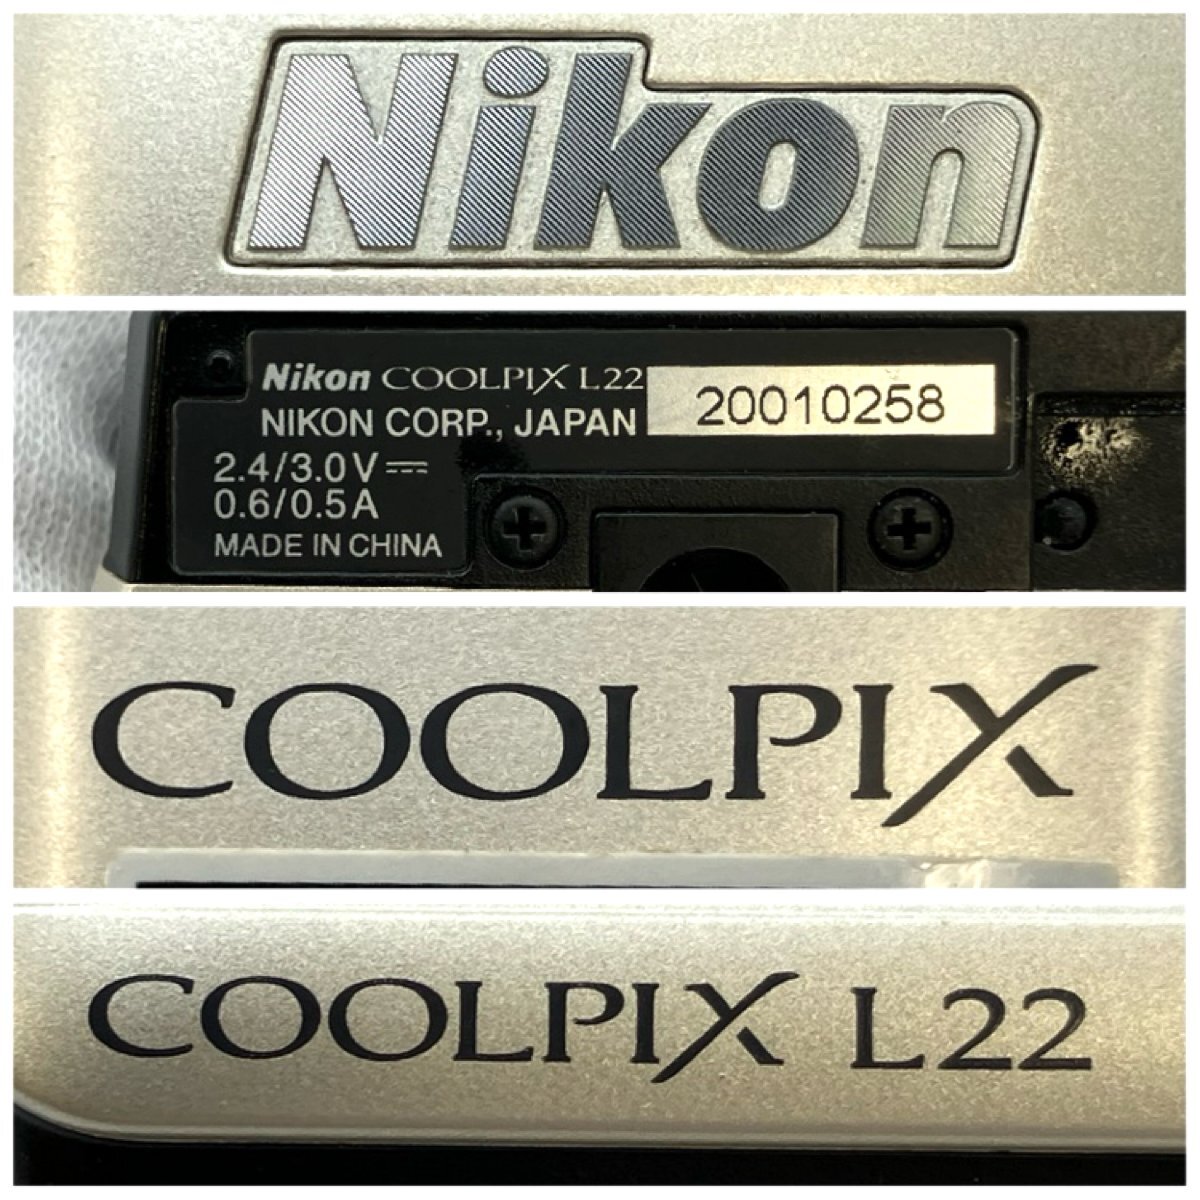 Nikon
Nikon COOLPIX L22 20010258
NIKON CORP., JAPAN
2.4/3.0V⎓
0.6/0.5A
MADE IN CHINA
COOLPIX
COOLPIX L22